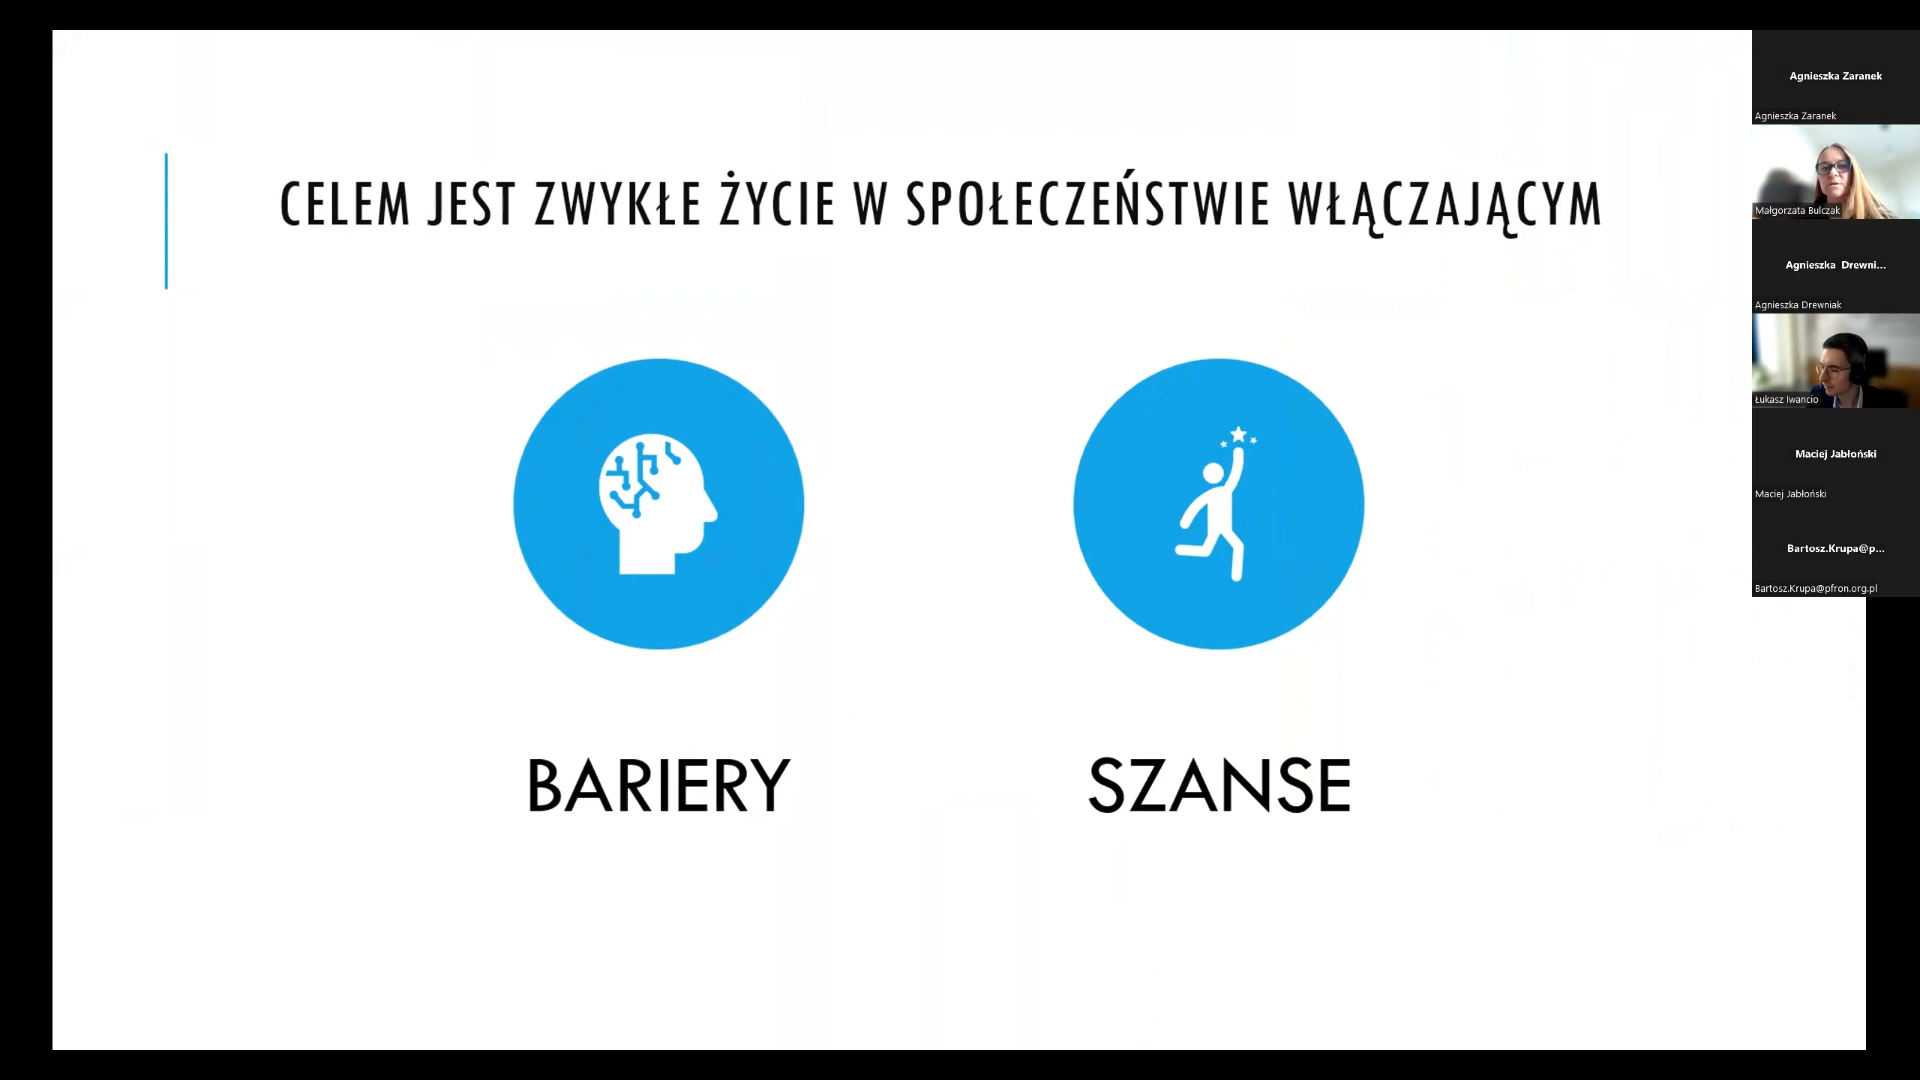 CELEM JEST ZWYKŁE ŻYCIE W SPOŁECZEŃSTWIE WŁĄCZAJĄCYM
BARIERY
SZANSE
Agnieszka Zaranek
Agnieszka Zaranek
Małgorzata Bulczak
Agnieszka Drewni...
Agnieszka Drewniak
Łukasz Iwancio
Maciej Jabłoński
Maciej Jabłoński
Bartosz.Krupa@p...
Bartosz.Krupa@pfron.org.pl